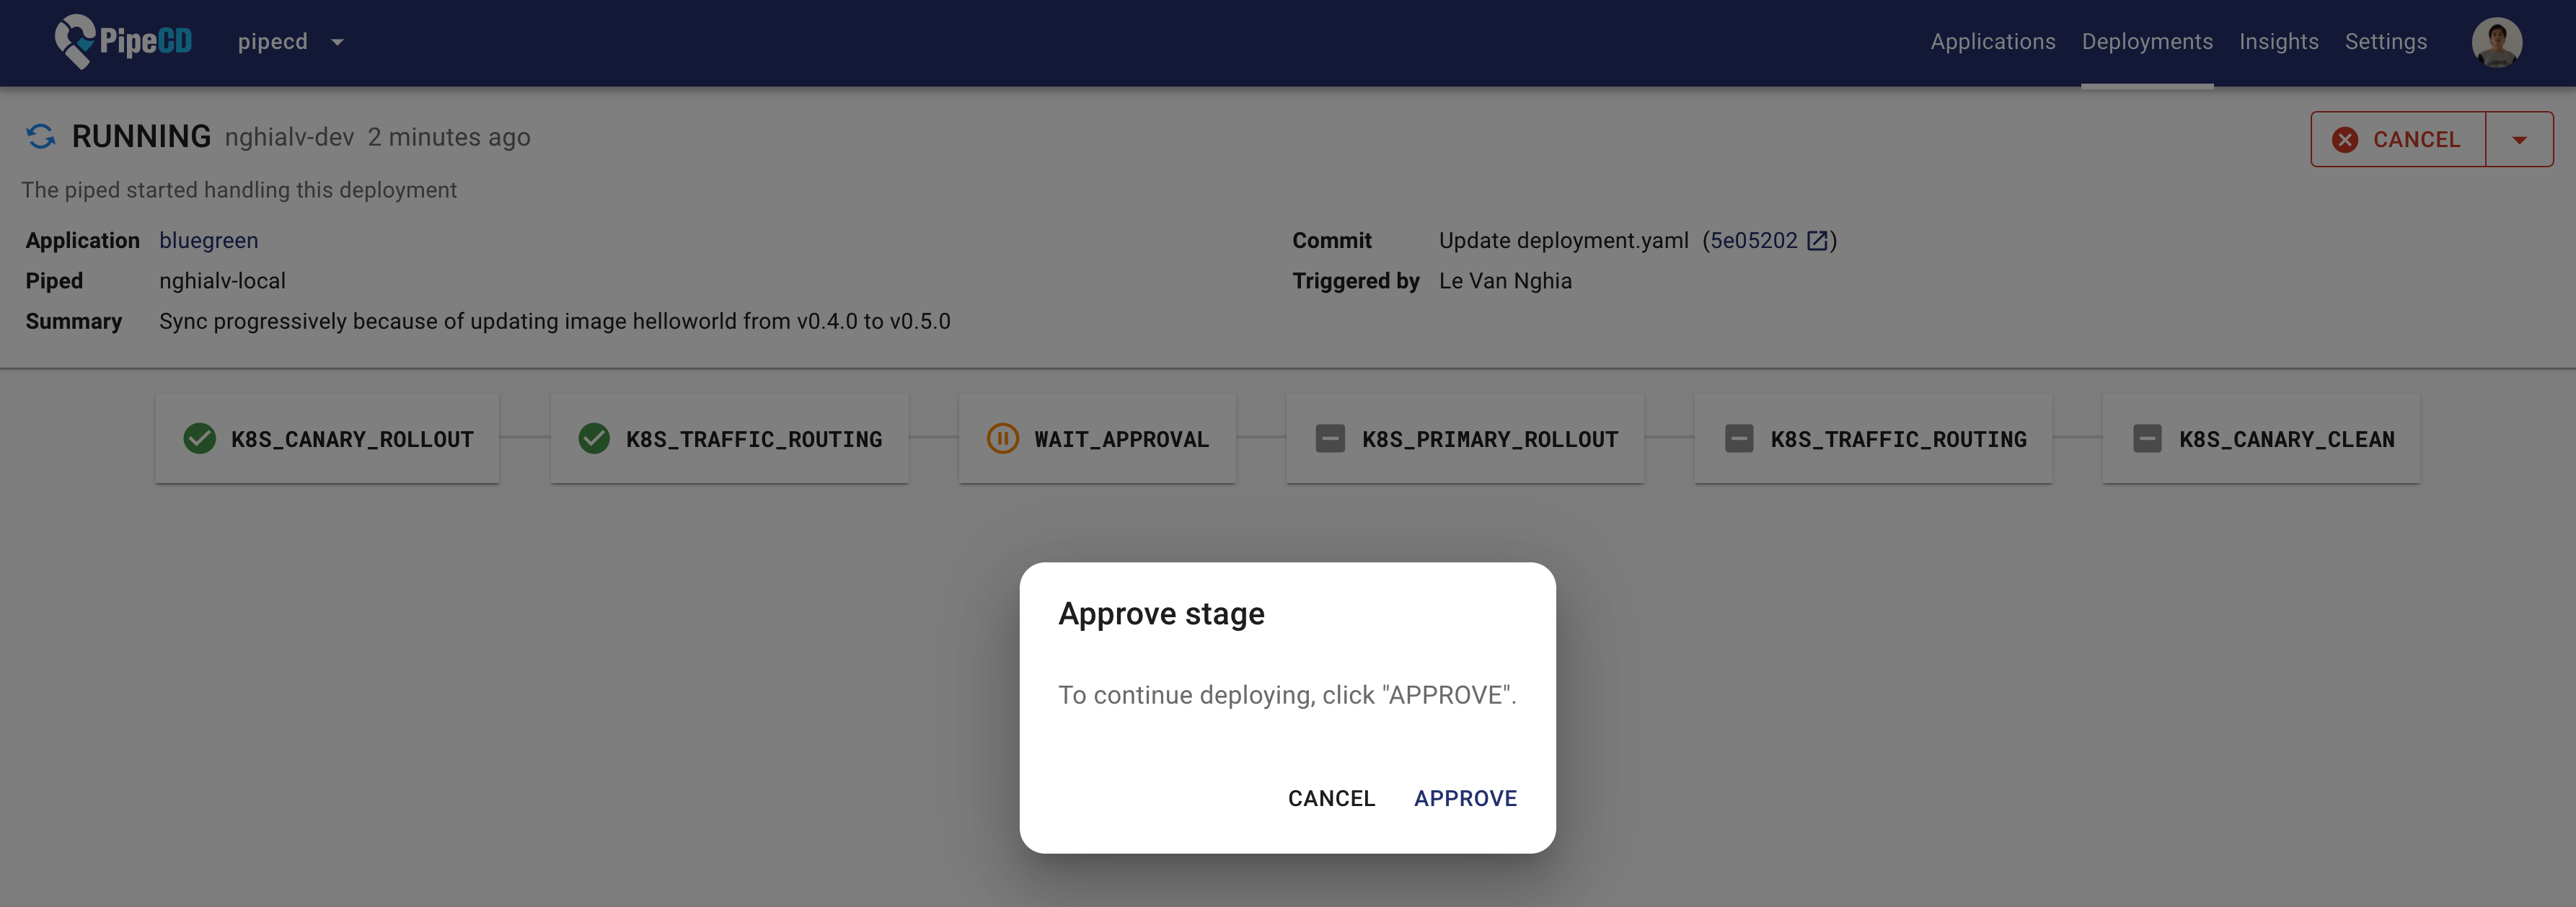 PipeCD pipecd Applications Deployments Insights Settings
RUNNING nghialv-dev 2 minutes ago
CANCEL
The piped started handling this deployment
Application bluegreen
Piped nghialv-local
Summary Sync progressively because of updating image helloworld from v0.4.0 to v0.5.0
Commit Update deployment.yaml (5e05202)
Triggered by Le Van Nghia
K8S_CANARY_ROLLOUT K8S_TRAFFIC_ROUTING WAIT_APPROVAL K8S_PRIMARY_ROLLOUT K8S_TRAFFIC_ROUTING K8S_CANARY_CLEAN
Approve stage
To continue deploying, click "APPROVE".
CANCEL APPROVE